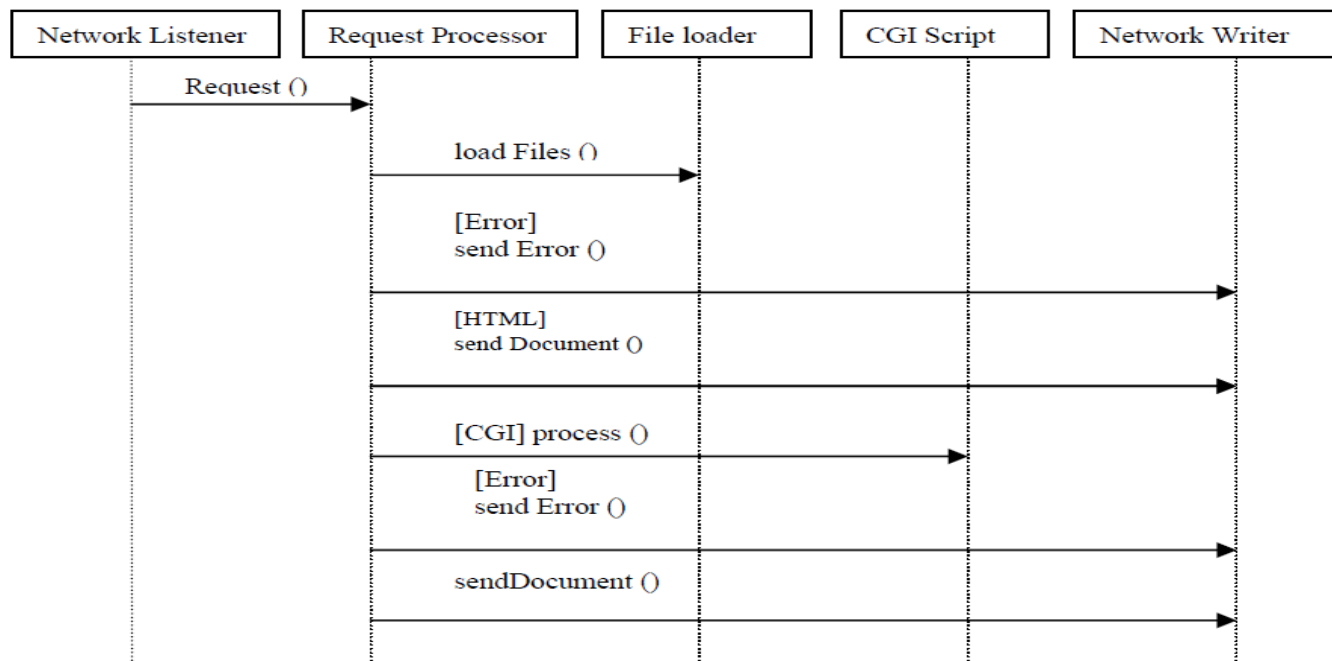 Network Listener
Request Processor
File loader
CGI Script
Network Writer
Request ()
load Files ()
[Error]
send Error ()
[HTML]
send Document ()
[CGI] process ()
[Error]
send Error ()
sendDocument ()